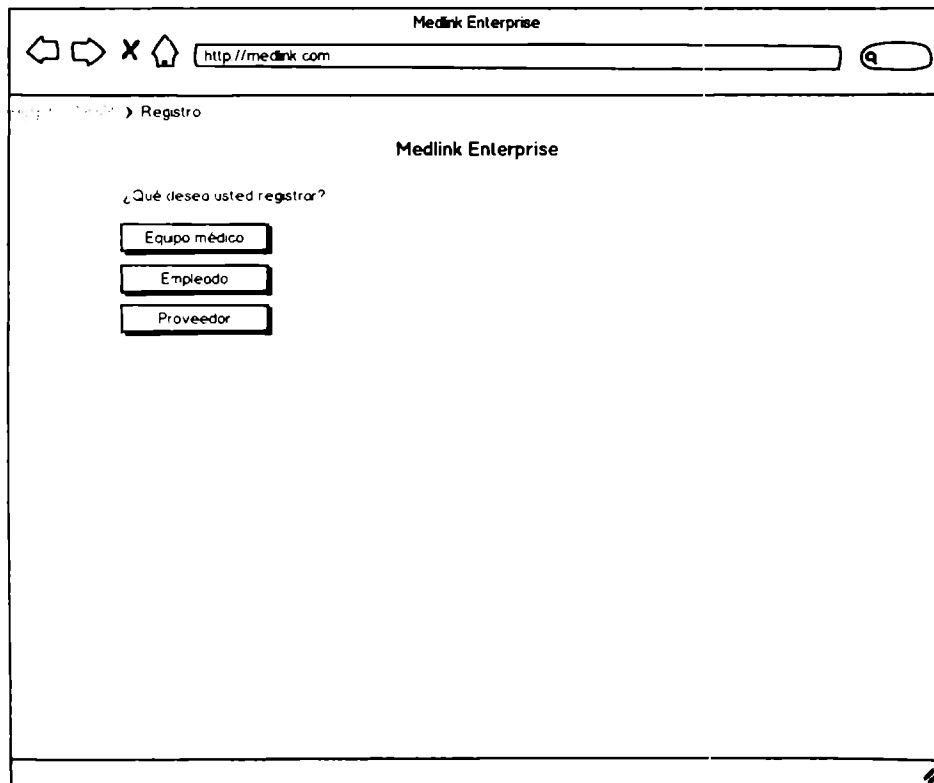 Medlink Enterprise
http://medlink.com
❯ Registro
Medlink Enterprise
¿Qué desea usted registrar?
Equipo médico
Empleado
Proveedor